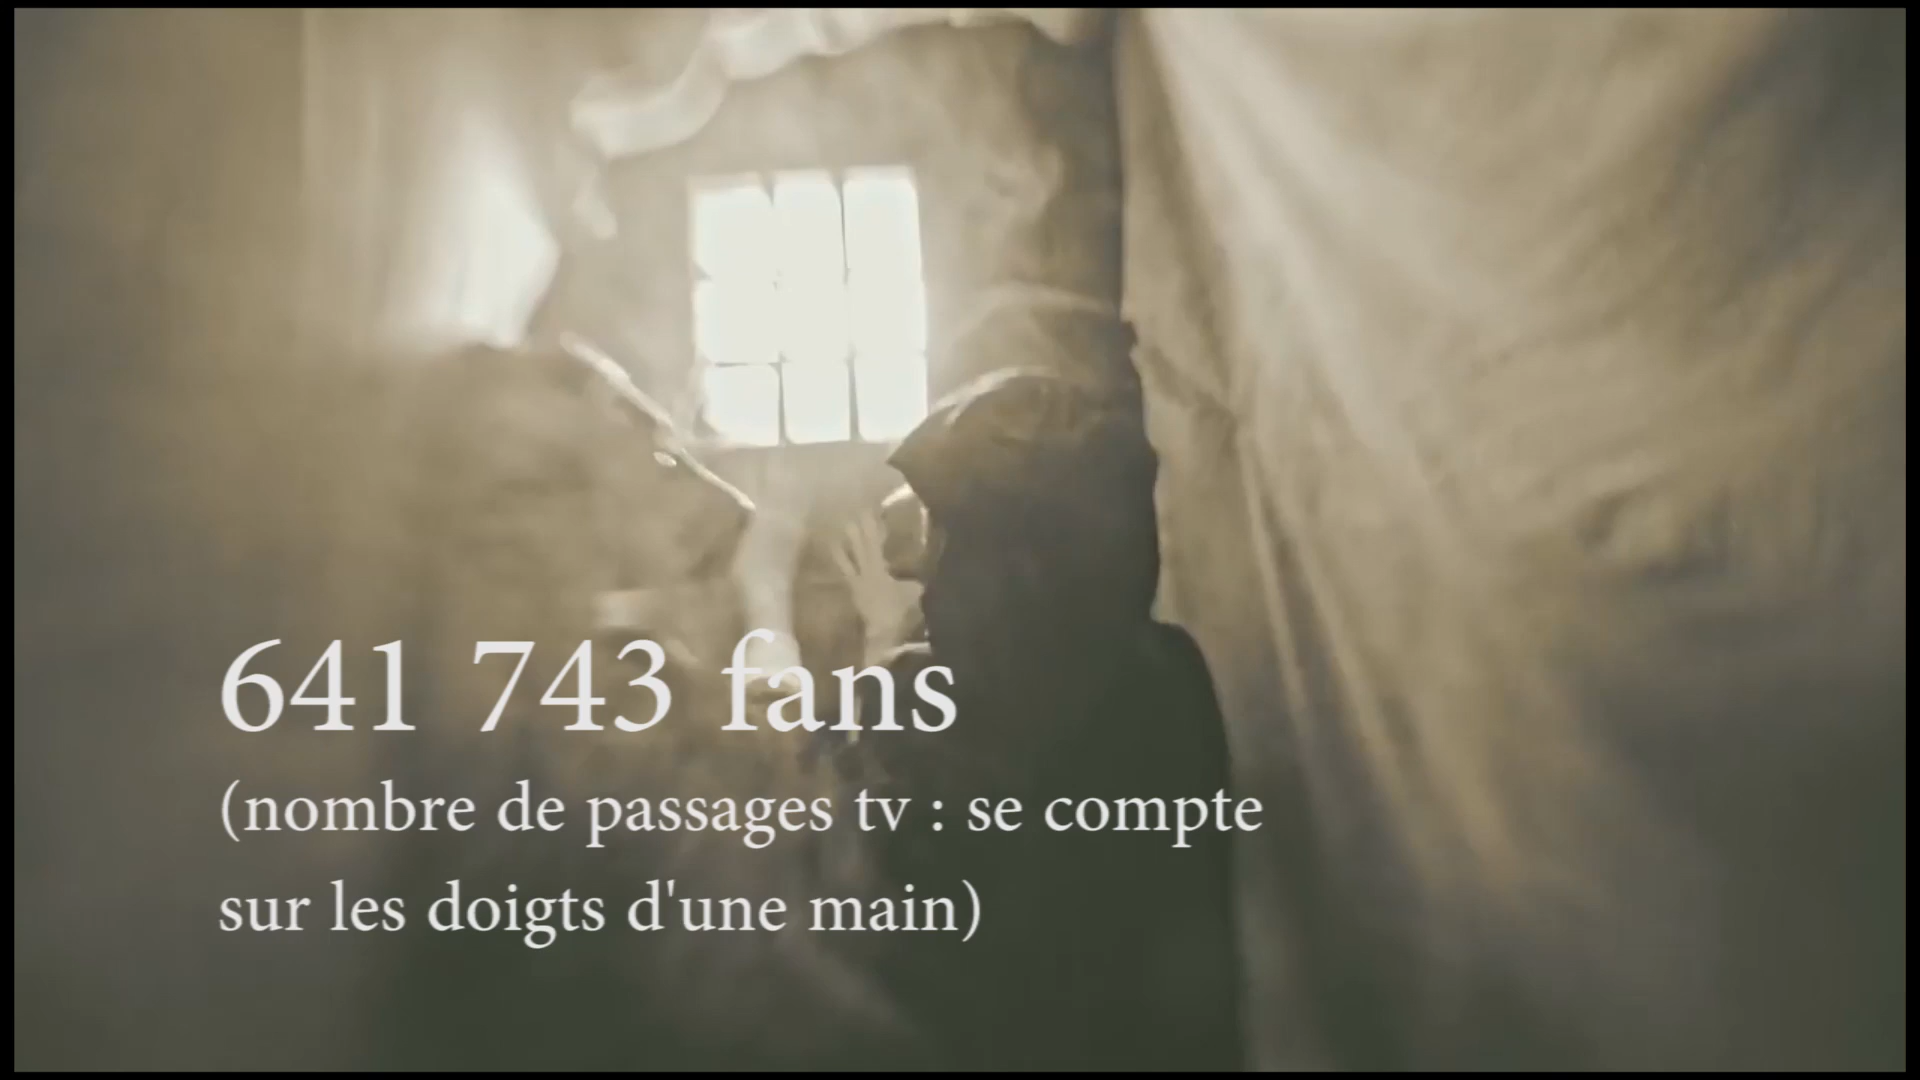 641 743 fans
(nombre de passages tv : se compte
sur les doigts d'une main)